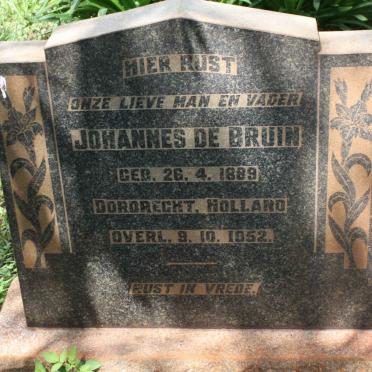 HIER RUST
ONZE LIEVE MAN EN VADER
JOHANNES DE BRUIN
GEB. 26. 4. 1889
DORDRECHT, HOLLAND
OVERL. 9. 10. 1952.
RUST IN VREDE.